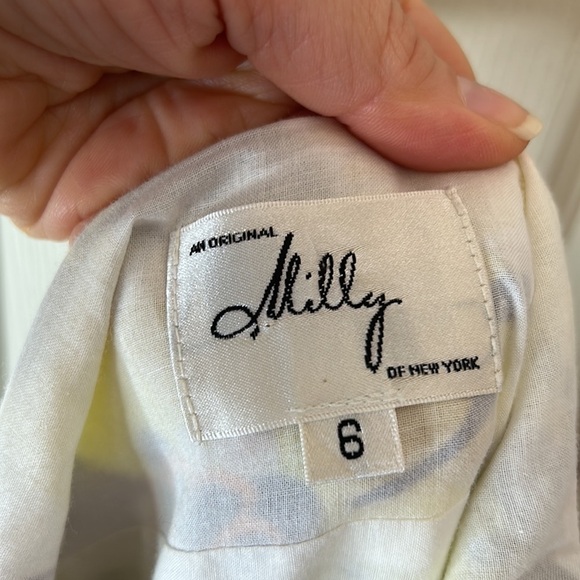 AN ORIGINAL
Milly
OF NEW YORK
6